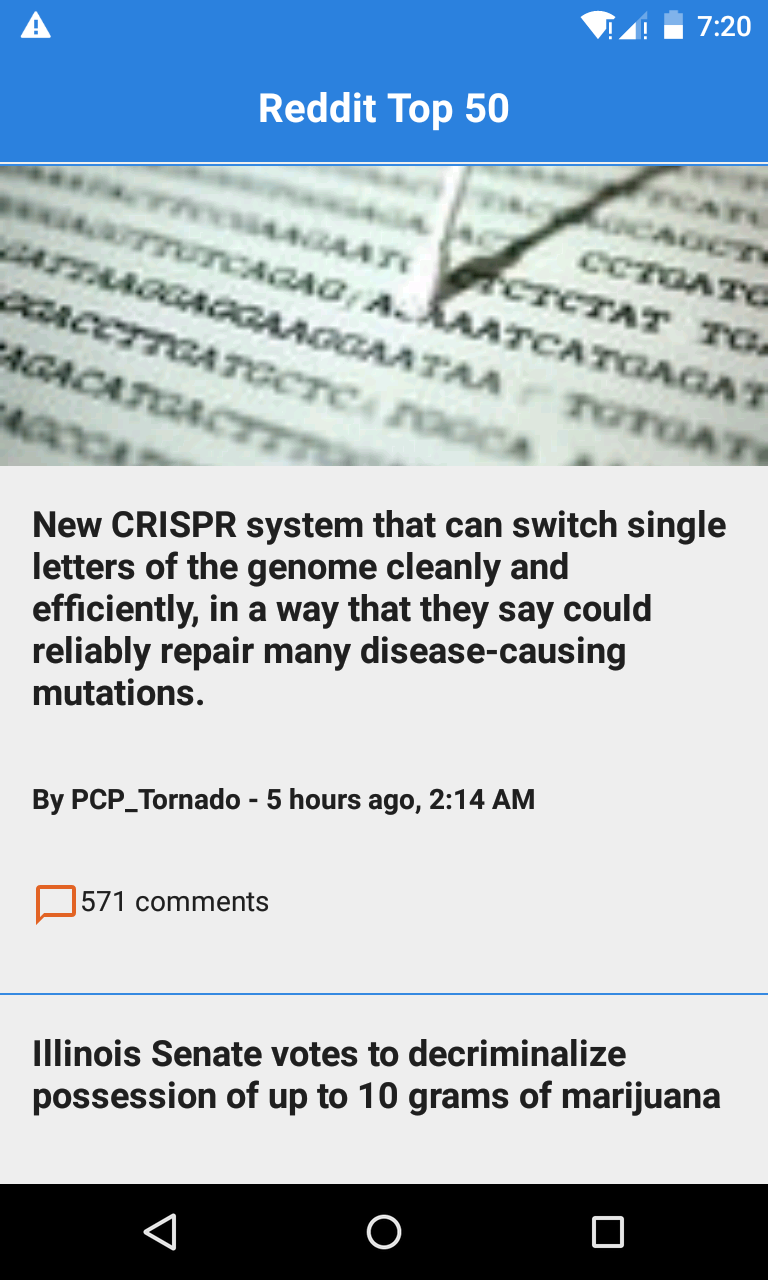 7:20
Reddit Top 50
CCTGATG
New CRISPR system that can switch single
letters of the genome cleanly and
efficiently, in a way that they say could
reliably repair many disease-causing
mutations.
By PCP_Tornado - 5 hours ago, 2:14 AM
571 comments
Illinois Senate votes to decriminalize
possession of up to 10 grams of marijuana